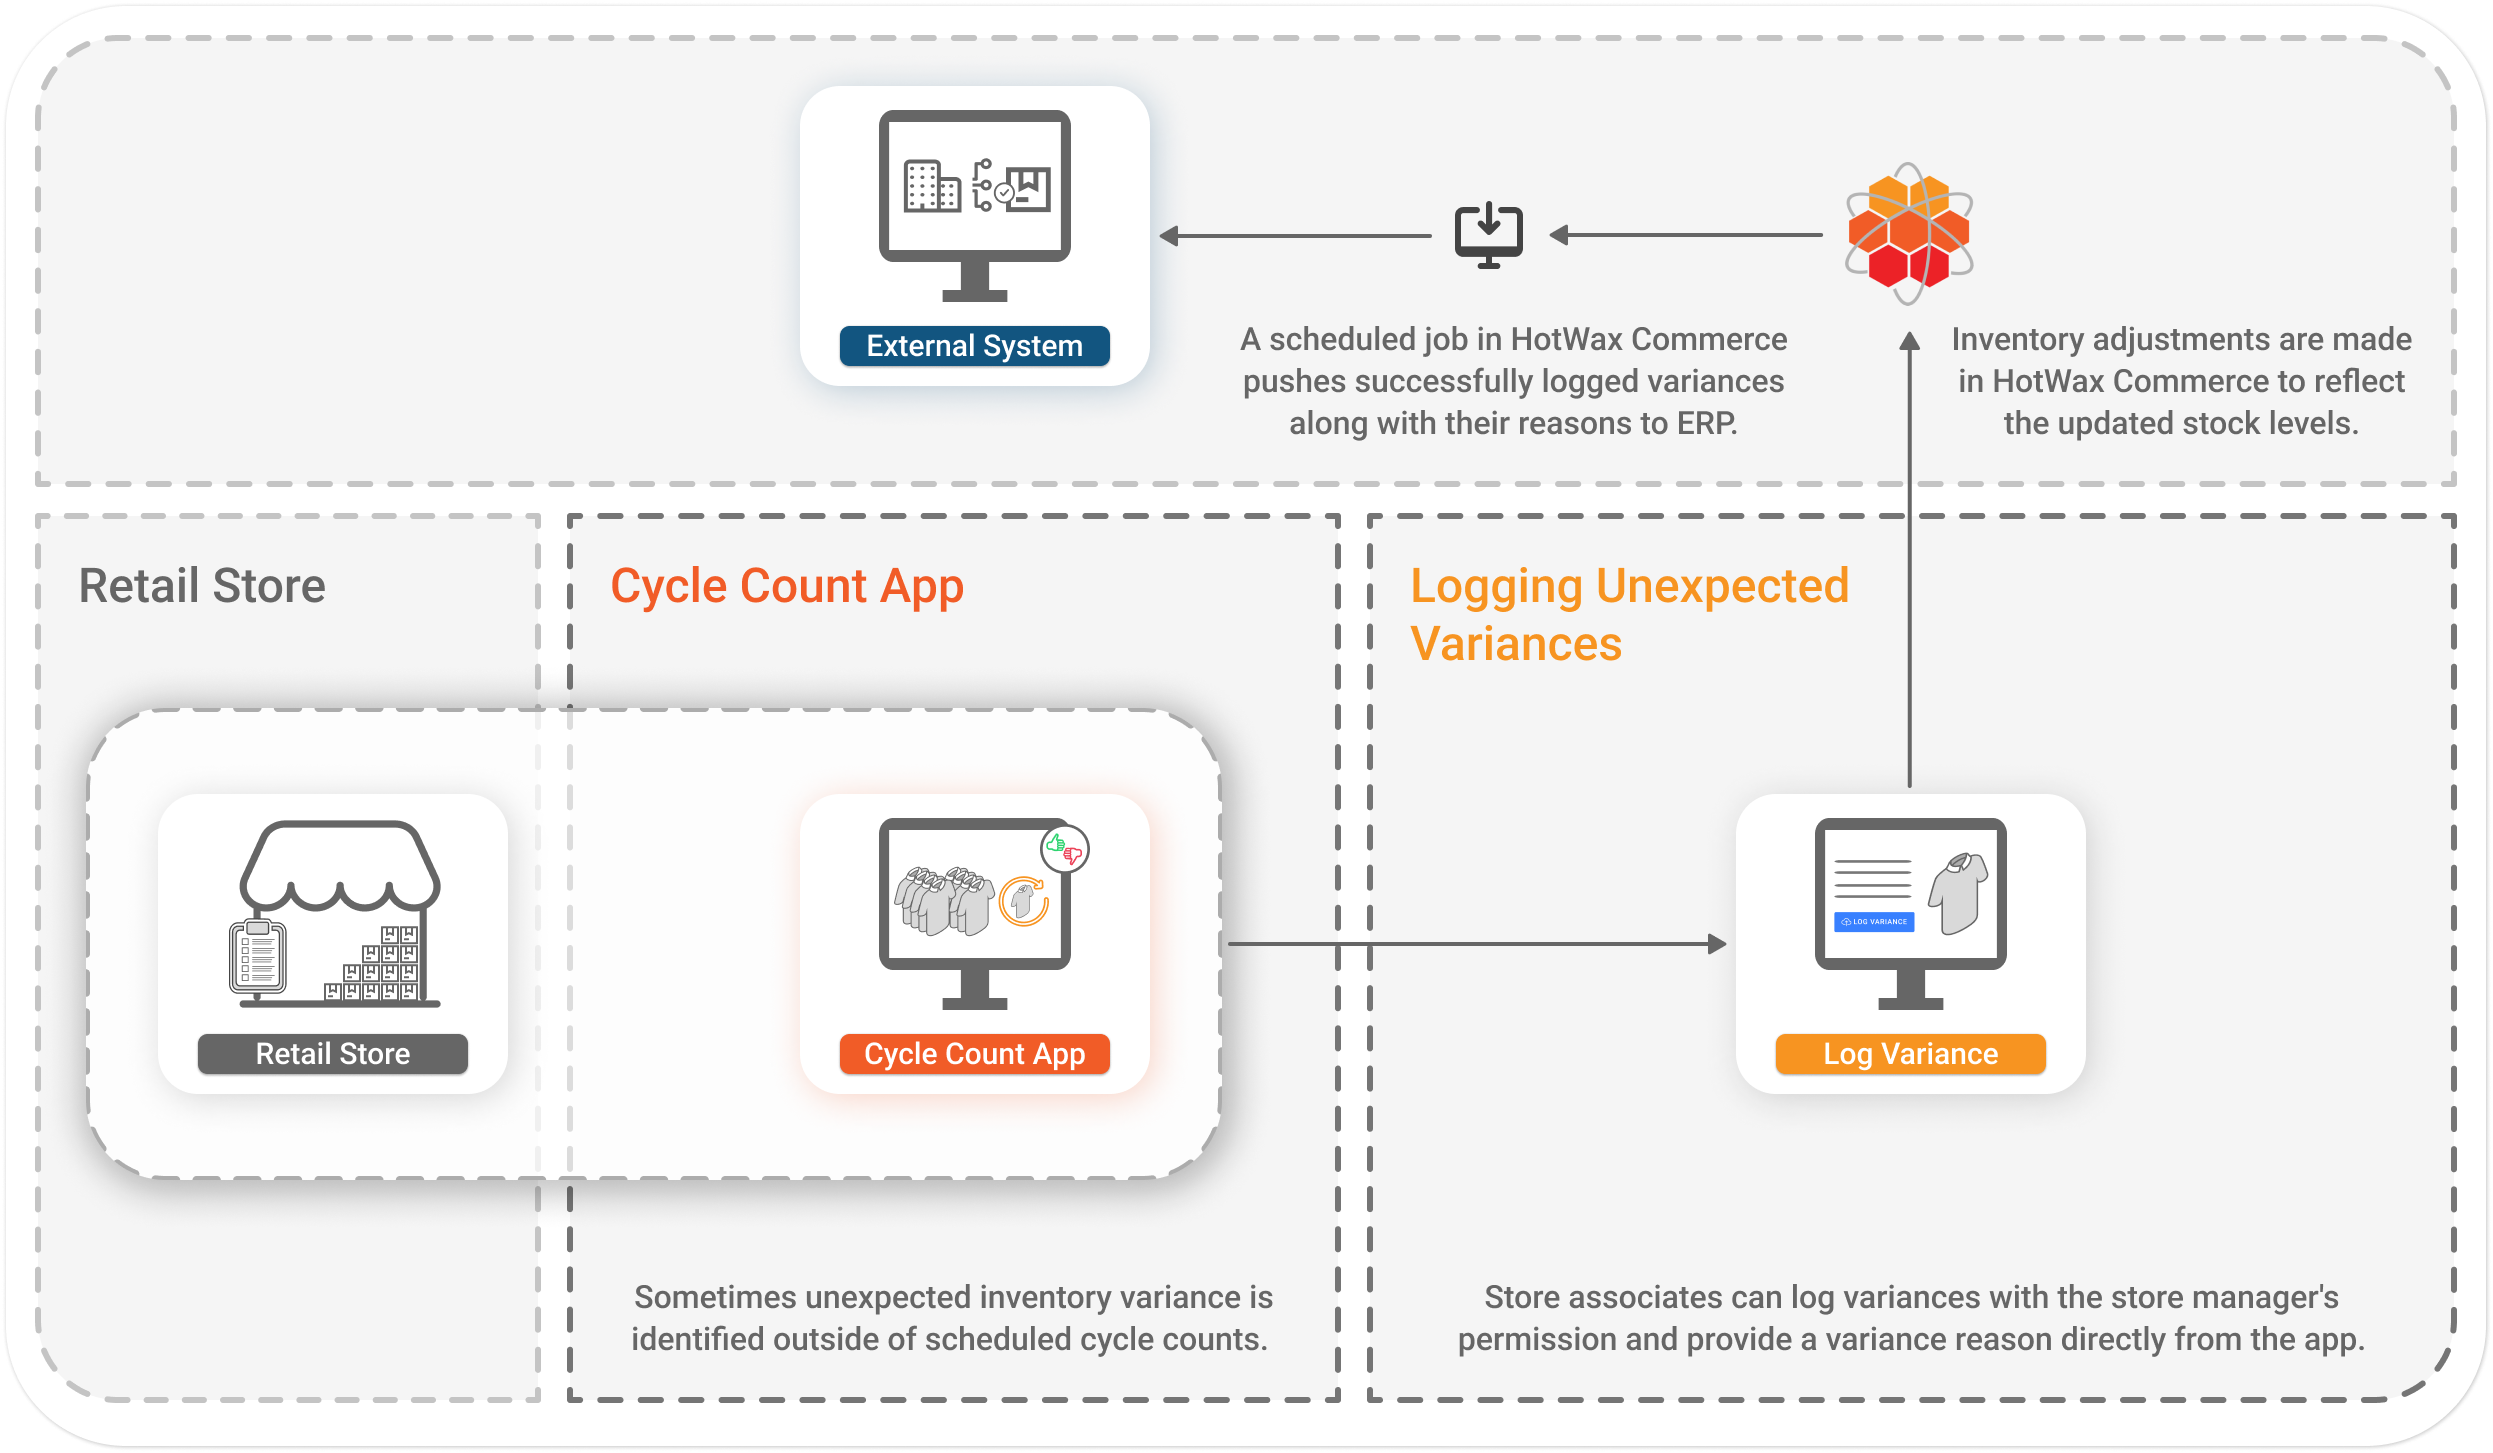 External System
A scheduled job in HotWax Commerce
pushes successfully logged variances
along with their reasons to ERP.
Inventory adjustments are made
in HotWax Commerce to reflect
the updated stock levels.
Retail Store
Cycle Count App
Logging Unexpected
Variances
LOG VARIANCE
Retail Store
Cycle Count App
Log Variance
Sometimes unexpected inventory variance is
identified outside of scheduled cycle counts.
Store associates can log variances with the store manager's
permission and provide a variance reason directly from the app.